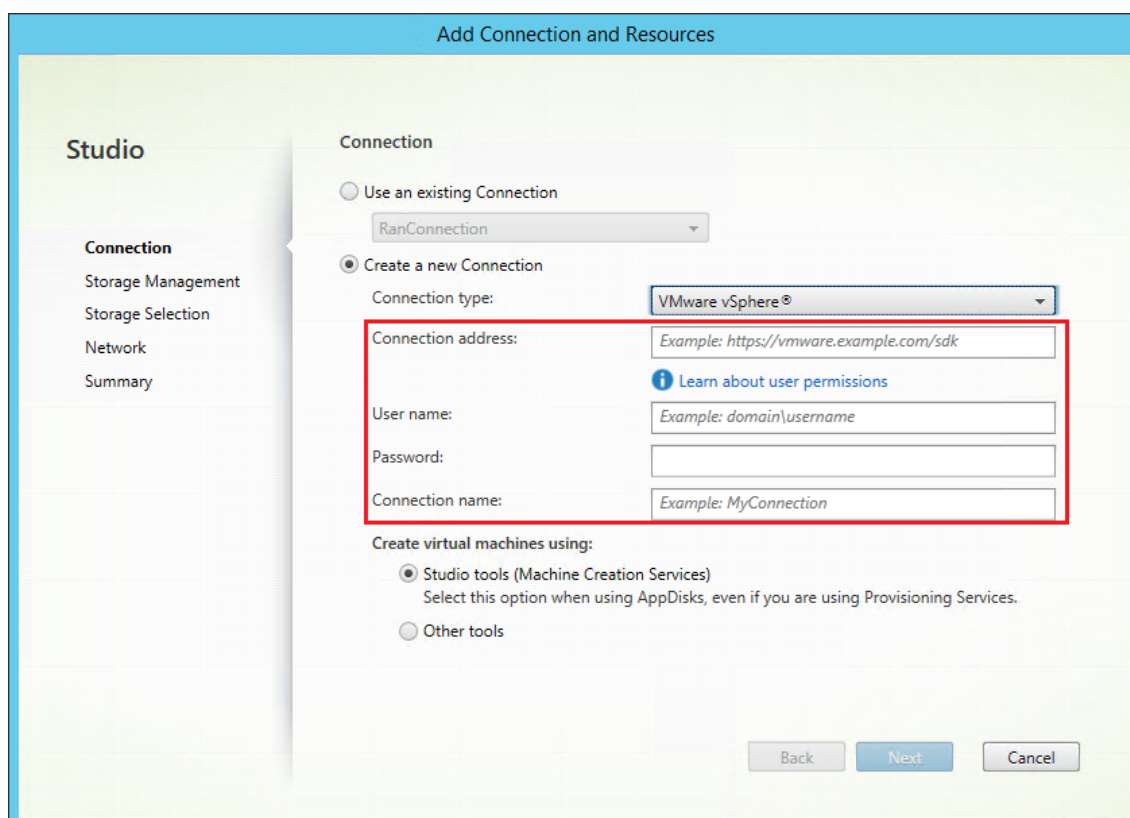 Add Connection and Resources
Studio
Connection
Storage Management
Storage Selection
Network
Summary
Connection
Use an existing Connection
RanConnection
Create a new Connection
Connection type: VMware vSphere®
Connection address: Example: https://vmware.example.com/sdk
Learn about user permissions
User name: Example: domain\username
Password:
Connection name: Example: MyConnection
Create virtual machines using:
Studio tools (Machine Creation Services)
Select this option when using AppDisks, even if you are using Provisioning Services.
Other tools
Back Next Cancel